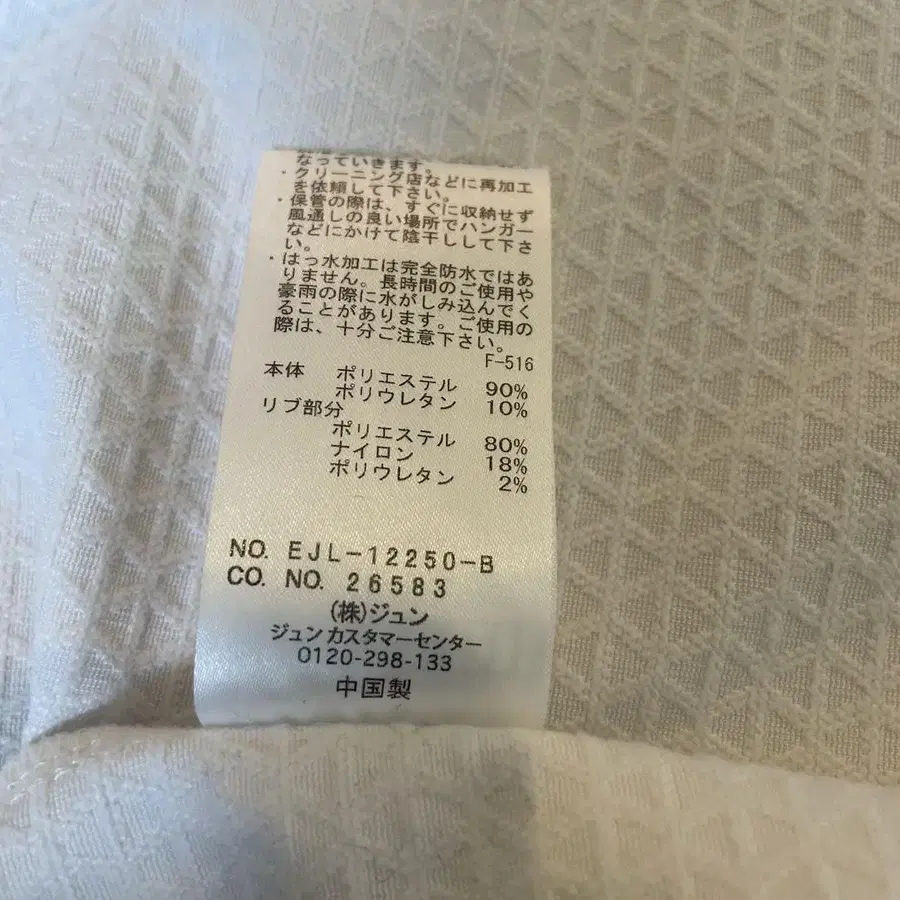 なっていきます。
・クリーニング店などに再加工
を依頼して下さい。
・保管の際は、すぐに収納せず
風通しの良い場所でハンガー
などにかけて陰干しして下さ
い。
・はっ水加工は完全防水ではあ
りません。長時間のご使用や
豪雨の際に水がしみ込んでく
ることがあります。ご使用の
際は、十分ご注意下さい。
F-516
本体 ポリエステル 90%
ポリウレタン 10%
リブ部分
ポリエステル 80%
ナイロン 18%
ポリウレタン 2%
NO. EJL-12250-B
CO. NO. 26583
(株)ジュン
ジュン カスタマーセンター
0120-298-133
中国製